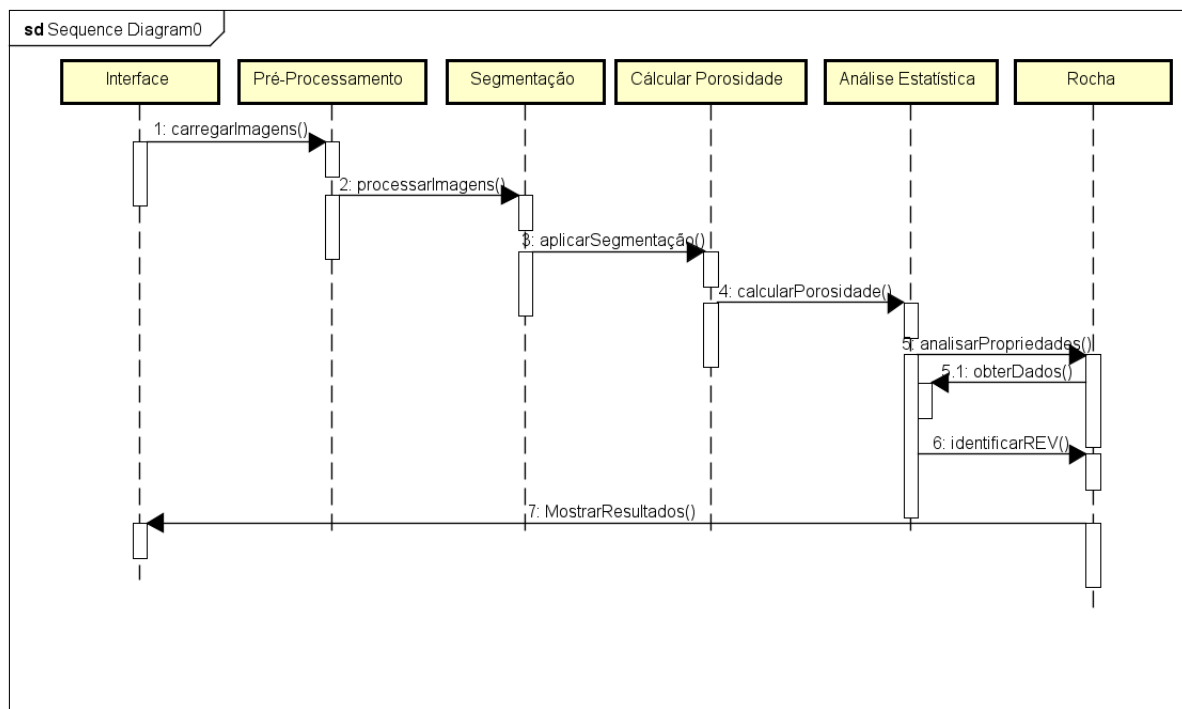 sd Sequence Diagram0
Interface
Pré-Processamento
Segmentação
Cálcular Porosidade
Análise Estatística
Rocha
1: carregarImagens()
2: processarImagens()
3: aplicarSegmentação()
4: calcularPorosidade()
5: analisarPropriedades()
5.1: obterDados()
6: identificarREV()
7: MostrarResultados()